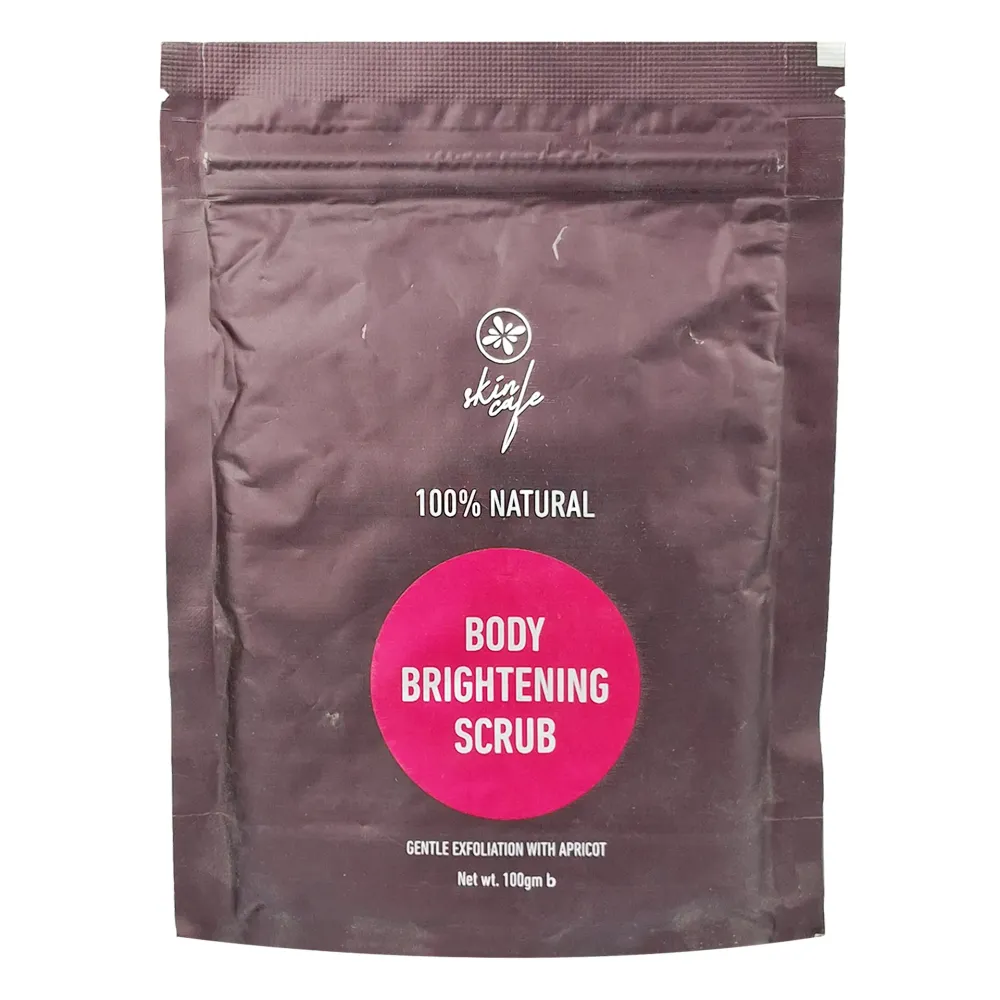 skin
cafe
100% NATURAL
BODY
BRIGHTENING
SCRUB
GENTLE EXFOLIATION WITH APRICOT
Net wt. 100gm b